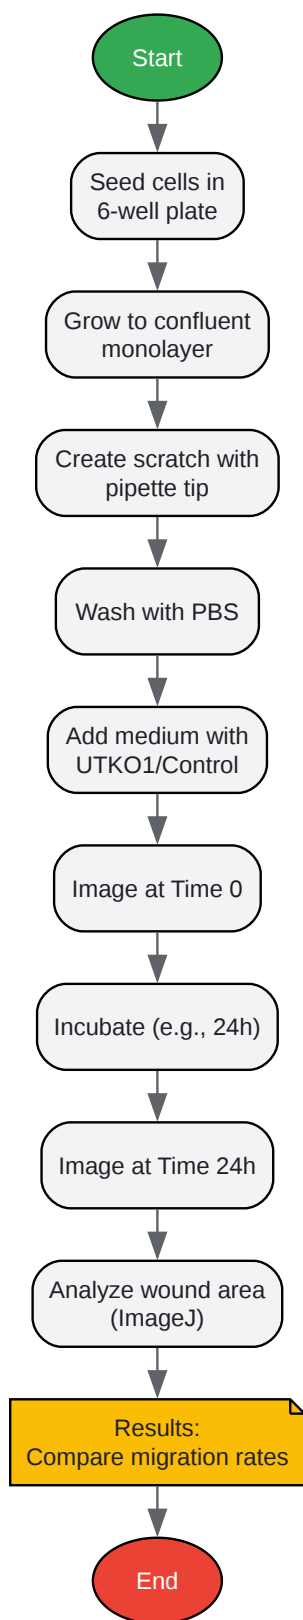 Start
Seed cells in
6-well plate
Grow to confluent
monolayer
Create scratch with
pipette tip
Wash with PBS
Add medium with
UTKO1/Control
Image at Time 0
Incubate (e.g., 24h)
Image at Time 24h
Analyze wound area
(ImageJ)
Results:
Compare migration rates
End